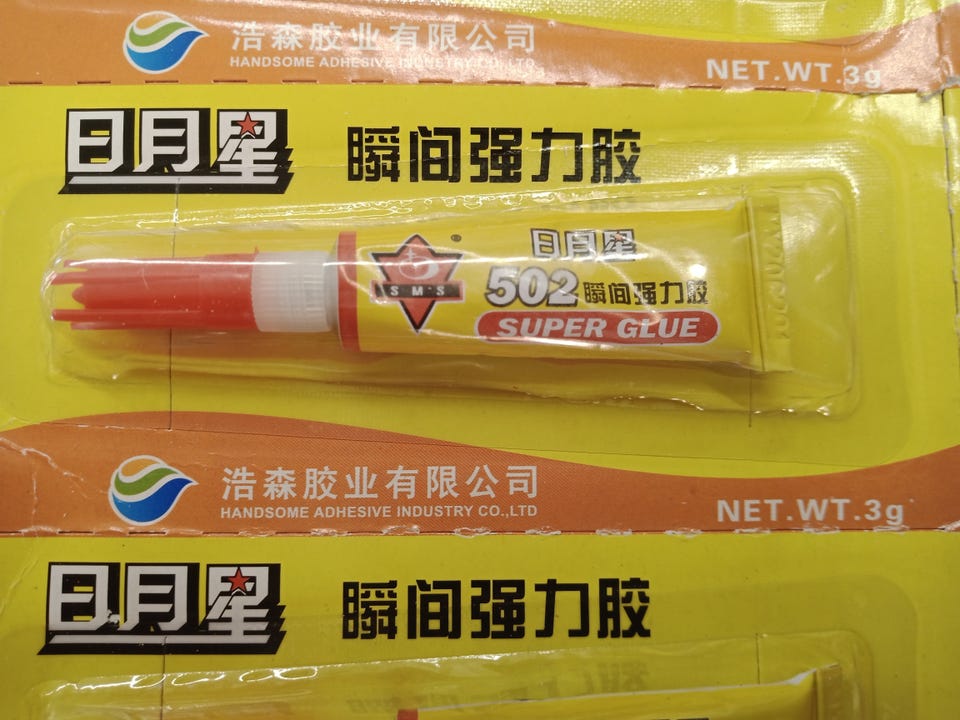 浩森胶业有限公司
HANDSOME ADHESIVE INDUSTRY CO.,LTD
NET.WT.3g
日月星 瞬间强力胶
日月星
S M S ®
502 瞬间强力胶
SUPER GLUE
浩森胶业有限公司
HANDSOME ADHESIVE INDUSTRY CO.,LTD
NET.WT.3g
日月星 瞬间强力胶